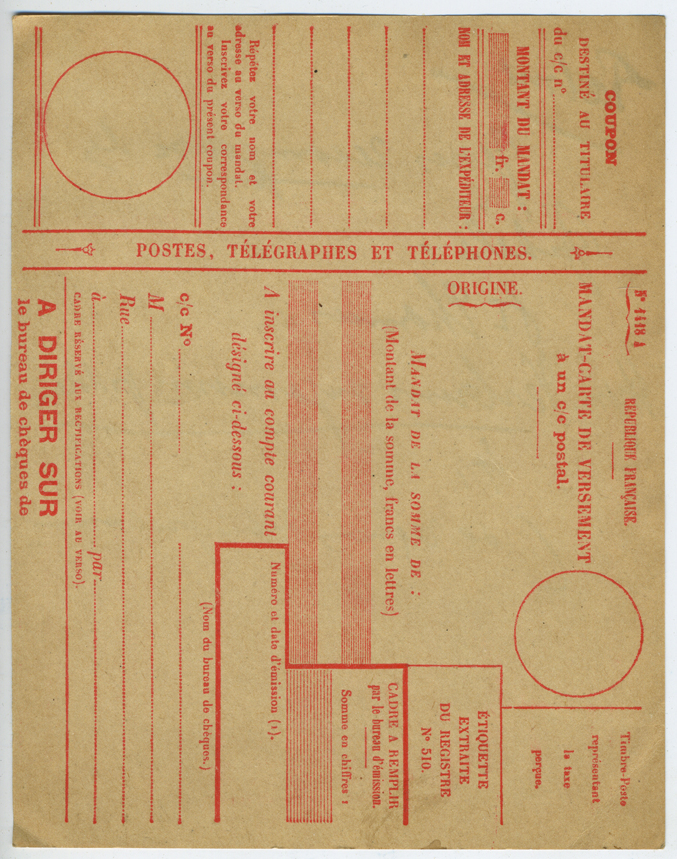 COUPON
DESTINÉ AU TITULAIRE
du c/c n°
MONTANT DU MANDAT :
fr. c.
NOM ET ADRESSE DE L'EXPÉDITEUR :
Répétez votre nom et votre
adresse au verso du mandat.
Inscrivez votre correspondance
au verso du présent coupon.
POSTES, TÉLÉGRAPHES ET TÉLÉPHONES.
N° 1418 A
RÉPUBLIQUE FRANÇAISE.
MANDAT-CARTE DE VERSEMENT
à un c/c postal.
Timbre-Poste
représentant
la taxe
perçue.
ORIGINE.
ÉTIQUETTE
EXTRAITE
DU REGISTRE
N° 510.
MANDAT DE LA SOMME DE :
(Montant de la somme, francs en lettres)
CADRE A REMPLIR
par le bureau d'émission.
Somme en chiffres :
A inscrire au compte courant
désigné ci-dessous :
Numéro et date d'émission (1).
c/c N°
(Nom du bureau de chèques.)
M
Rue
à par
CADRE RÉSERVÉ AUX RECTIFICATIONS (VOIR AU VERSO).
A DIRIGER SUR
le bureau de chèques de